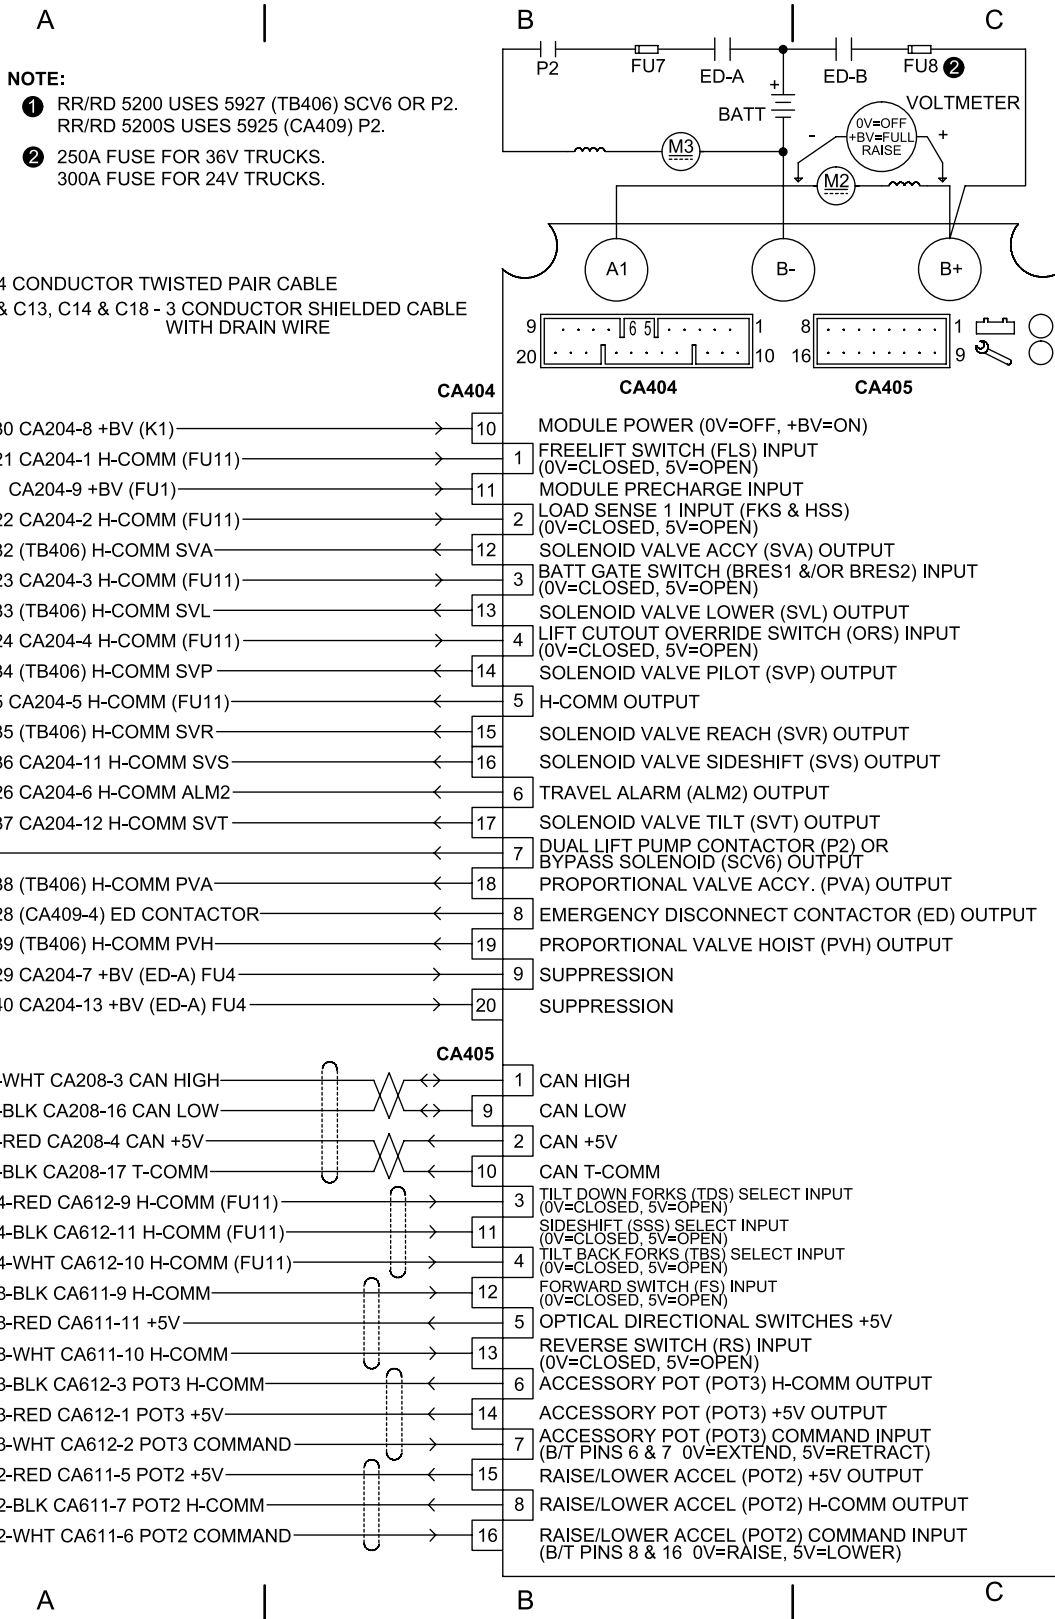 A B C
P2 FU7 ED-A ED-B FU8 2
NOTE:
1 RR/RD 5200 USES 5927 (TB406) SCV6 OR P2.
RR/RD 5200S USES 5925 (CA409) P2.
2 250A FUSE FOR 36V TRUCKS.
300A FUSE FOR 24V TRUCKS.
+ BATT
VOLTMETER
- 0V=OFF +
+BV=FULL
RAISE
M3
M2
A1 B- B+
4 CONDUCTOR TWISTED PAIR CABLE
& C13, C14 & C18 - 3 CONDUCTOR SHIELDED CABLE
WITH DRAIN WIRE
9 6 5 1 8 1
20 10 16 9
CA404 CA405
CA404
30 CA204-8 +BV (K1) 10 MODULE POWER (0V=OFF, +BV=ON)
21 CA204-1 H-COMM (FU11) 1 FREELIFT SWITCH (FLS) INPUT
(0V=CLOSED, 5V=OPEN)
CA204-9 +BV (FU1) 11 MODULE PRECHARGE INPUT
22 CA204-2 H-COMM (FU11) 2 LOAD SENSE 1 INPUT (FKS & HSS)
(0V=CLOSED, 5V=OPEN)
32 (TB406) H-COMM SVA 12 SOLENOID VALVE ACCY (SVA) OUTPUT
23 CA204-3 H-COMM (FU11) 3 BATT GATE SWITCH (BRES1 &/OR BRES2) INPUT
(0V=CLOSED, 5V=OPEN)
33 (TB406) H-COMM SVL 13 SOLENOID VALVE LOWER (SVL) OUTPUT
24 CA204-4 H-COMM (FU11) 4 LIFT CUTOUT OVERRIDE SWITCH (ORS) INPUT
(0V=CLOSED, 5V=OPEN)
34 (TB406) H-COMM SVP 14 SOLENOID VALVE PILOT (SVP) OUTPUT
5 CA204-5 H-COMM (FU11) 5 H-COMM OUTPUT
35 (TB406) H-COMM SVR 15 SOLENOID VALVE REACH (SVR) OUTPUT
36 CA204-11 H-COMM SVS 16 SOLENOID VALVE SIDESHIFT (SVS) OUTPUT
26 CA204-6 H-COMM ALM2 6 TRAVEL ALARM (ALM2) OUTPUT
37 CA204-12 H-COMM SVT 17 SOLENOID VALVE TILT (SVT) OUTPUT
7 DUAL LIFT PUMP CONTACTOR (P2) OR
BYPASS SOLENOID (SCV6) OUTPUT
38 (TB406) H-COMM PVA 18 PROPORTIONAL VALVE ACCY. (PVA) OUTPUT
28 (CA409-4) ED CONTACTOR 8 EMERGENCY DISCONNECT CONTACTOR (ED) OUTPUT
39 (TB406) H-COMM PVH 19 PROPORTIONAL VALVE HOIST (PVH) OUTPUT
29 CA204-7 +BV (ED-A) FU4 9 SUPPRESSION
40 CA204-13 +BV (ED-A) FU4 20 SUPPRESSION
CA405
-WHT CA208-3 CAN HIGH 1 CAN HIGH
-BLK CA208-16 CAN LOW 9 CAN LOW
-RED CA208-4 CAN +5V 2 CAN +5V
-BLK CA208-17 T-COMM 10 CAN T-COMM
4-RED CA612-9 H-COMM (FU11) 3 TILT DOWN FORKS (TDS) SELECT INPUT
(0V=CLOSED, 5V=OPEN)
4-BLK CA612-11 H-COMM (FU11) 11 SIDESHIFT (SSS) SELECT INPUT
(0V=CLOSED, 5V=OPEN)
4-WHT CA612-10 H-COMM (FU11) 4 TILT BACK FORKS (TBS) SELECT INPUT
(0V=CLOSED, 5V=OPEN)
8-BLK CA611-9 H-COMM 12 FORWARD SWITCH (FS) INPUT
(0V=CLOSED, 5V=OPEN)
8-RED CA611-11 +5V 5 OPTICAL DIRECTIONAL SWITCHES +5V
8-WHT CA611-10 H-COMM 13 REVERSE SWITCH (RS) INPUT
(0V=CLOSED, 5V=OPEN)
3-BLK CA612-3 POT3 H-COMM 6 ACCESSORY POT (POT3) H-COMM OUTPUT
3-RED CA612-1 POT3 +5V 14 ACCESSORY POT (POT3) +5V OUTPUT
3-WHT CA612-2 POT3 COMMAND 7 ACCESSORY POT (POT3) COMMAND INPUT
(B/T PINS 6 & 7 0V=EXTEND, 5V=RETRACT)
2-RED CA611-5 POT2 +5V 15 RAISE/LOWER ACCEL (POT2) +5V OUTPUT
2-BLK CA611-7 POT2 H-COMM 8 RAISE/LOWER ACCEL (POT2) H-COMM OUTPUT
2-WHT CA611-6 POT2 COMMAND 16 RAISE/LOWER ACCEL (POT2) COMMAND INPUT
(B/T PINS 8 & 16 0V=RAISE, 5V=LOWER)
A B C